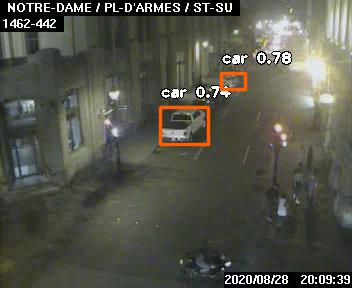 NOTRE-DAME / PL-D'ARMES / ST-SU
1462-442
car 0.78
car 0.74
2020/08/28 20:09:39